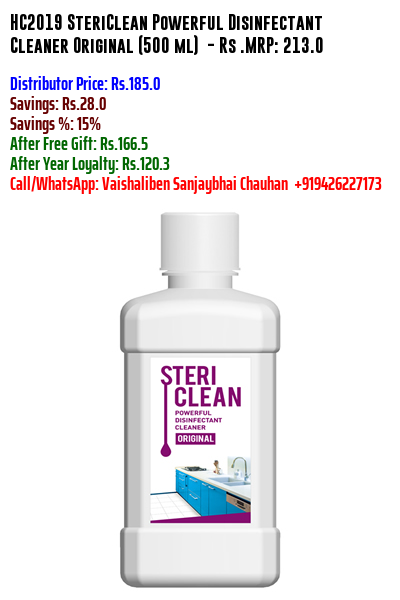 HC2019 SteriClean Powerful Disinfectant
Cleaner Original (500 ml) - Rs .MRP: 213.0
Distributor Price: Rs.185.0
Savings: Rs.28.0
Savings %: 15%
After Free Gift: Rs.166.5
After Year Loyalty: Rs.120.3
Call/WhatsApp: Vaishaliben Sanjaybhai Chauhan +919426227173
STERI
CLEAN
POWERFUL
DISINFECTANT
CLEANER
ORIGINAL